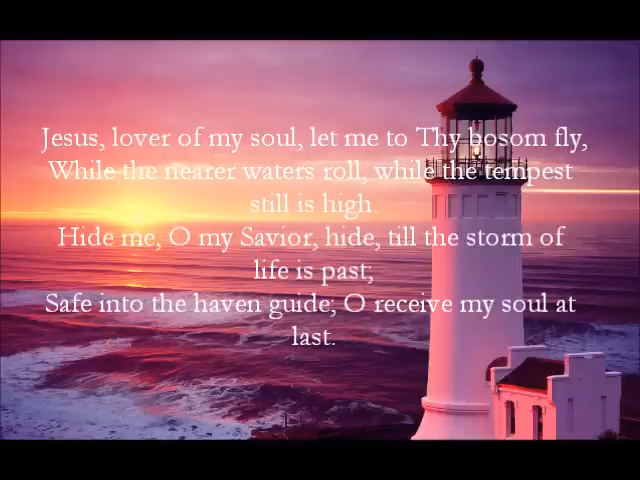 Jesus, lover of my soul, let me to Thy bosom fly,
While the nearer waters roll, while the tempest
still is high.
Hide me, O my Savior, hide, till the storm of
life is past;
Safe into the haven guide; O receive my soul at
last.